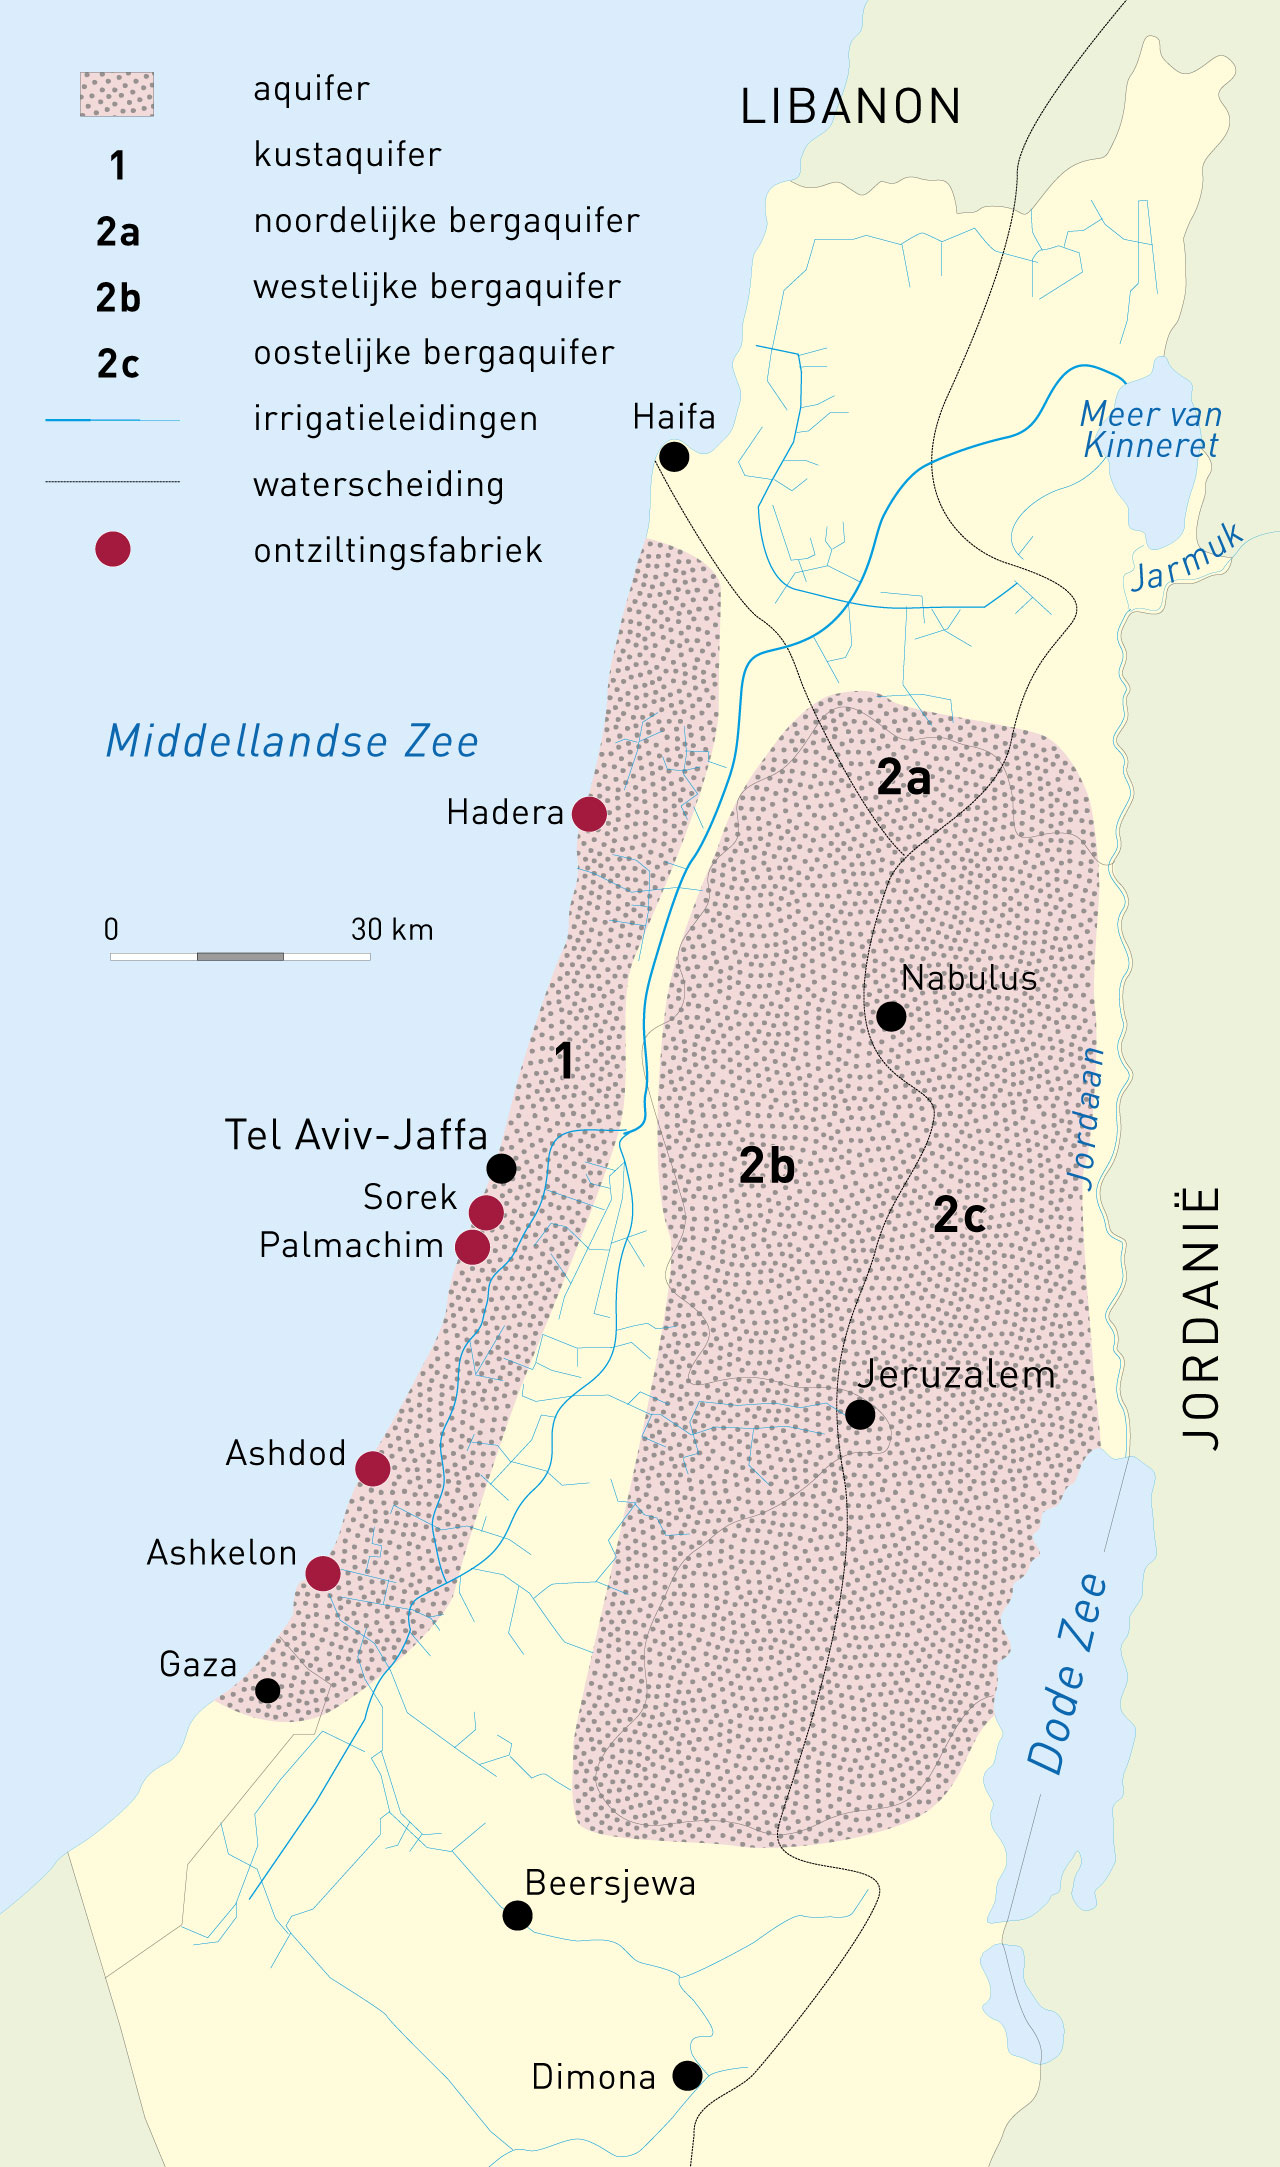 aquifer
1 kustaquifer
2a noordelijke bergaquifer
2b westelijke bergaquifer
2c oostelijke bergaquifer
irrigatieleidingen
waterscheiding
ontziltingsfabriek
LIBANON
Haifa
Meer van
Kinneret
Jarmuk
Middellandse Zee
2a
Hadera
0 30 km
Nabulus
1
Jordaan
Tel Aviv-Jaffa
2b
Sorek
2c
Palmachim
JORDANIË
Jeruzalem
Ashdod
Ashkelon
Dode Zee
Gaza
Beersjewa
Dimona